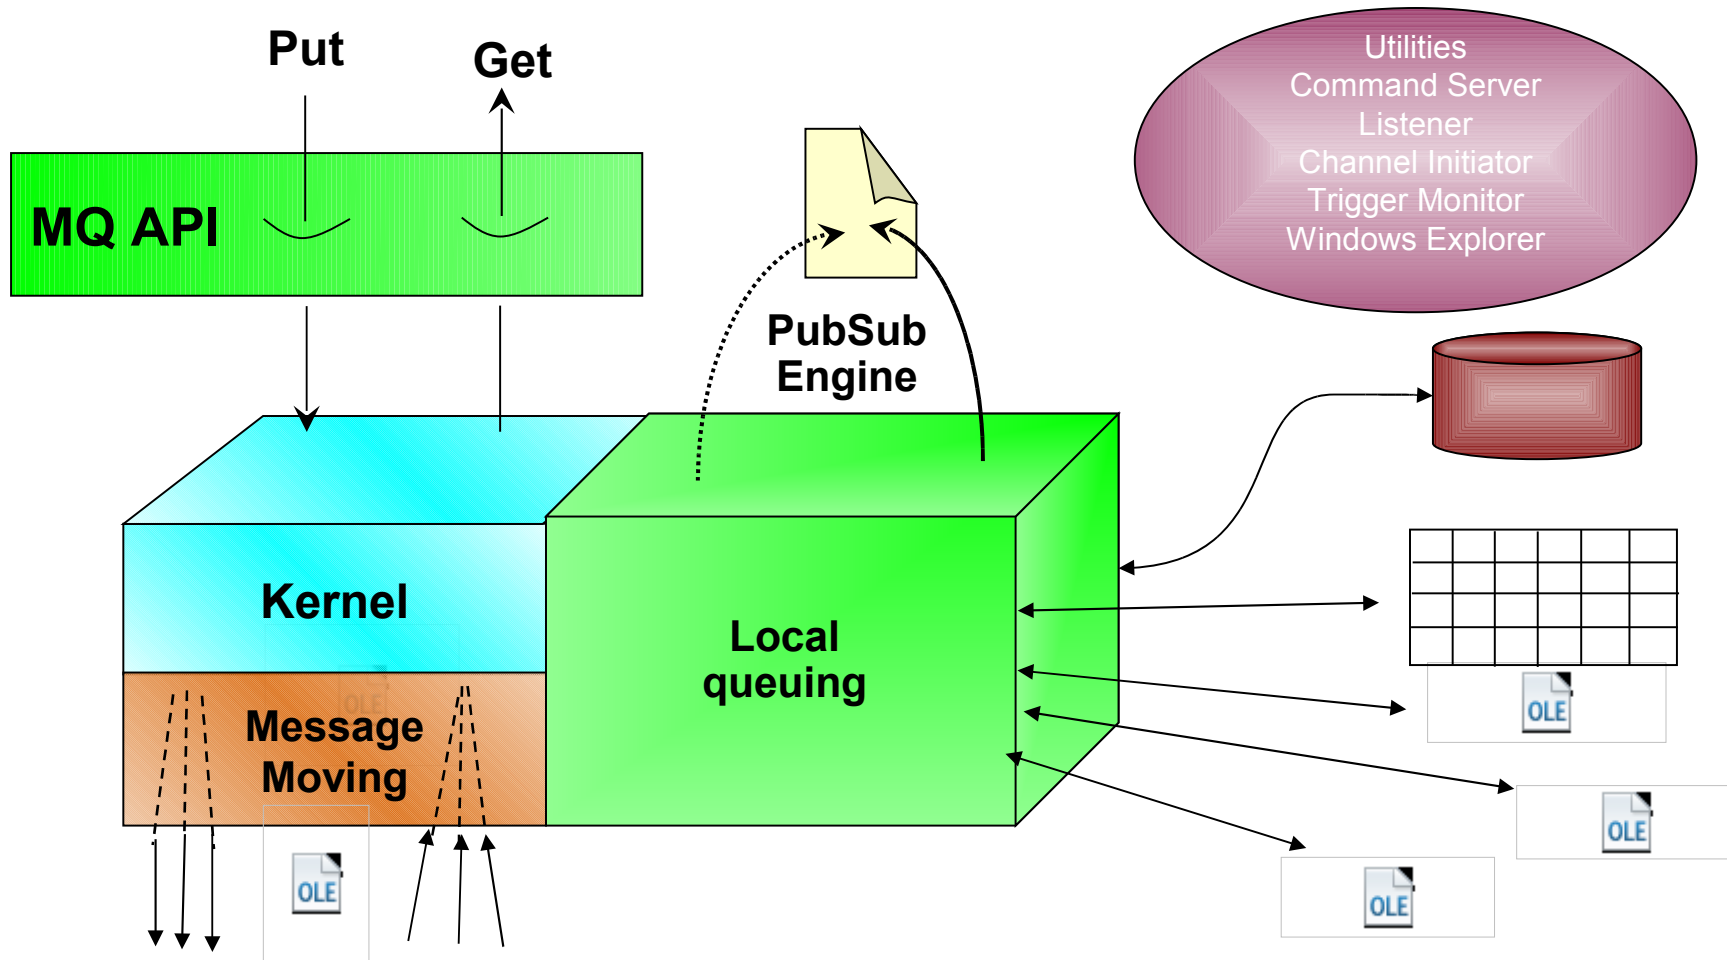 Put
Get
MQ API
PubSub
Engine
Utilities
Command Server
Listener
Channel Initiator
Trigger Monitor
Windows Explorer
Kernel
Local
queuing
OLE
Message
Moving
OLE
OLE
OLE
OLE